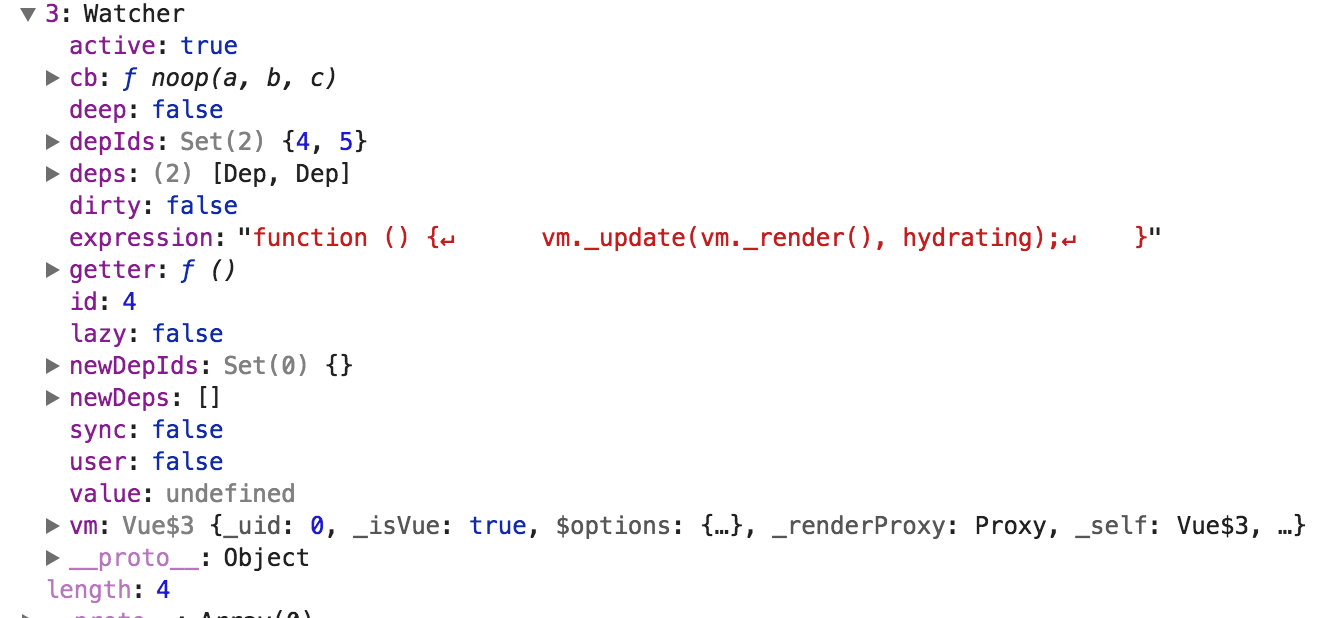 ▼ 3: Watcher
active: true
▶ cb: ƒ noop(a, b, c)
deep: false
▶ depIds: Set(2) {4, 5}
▶ deps: (2) [Dep, Dep]
dirty: false
expression: "function () {↵      vm._update(vm._render(), hydrating);↵    }"
▶ getter: ƒ ()
id: 4
lazy: false
▶ newDepIds: Set(0) {}
▶ newDeps: []
sync: false
user: false
value: undefined
▶ vm: Vue$3 {_uid: 0, _isVue: true, $options: {…}, _renderProxy: Proxy, _self: Vue$3, …}
▶ __proto__: Object
length: 4
▶ __proto__: Array(0)